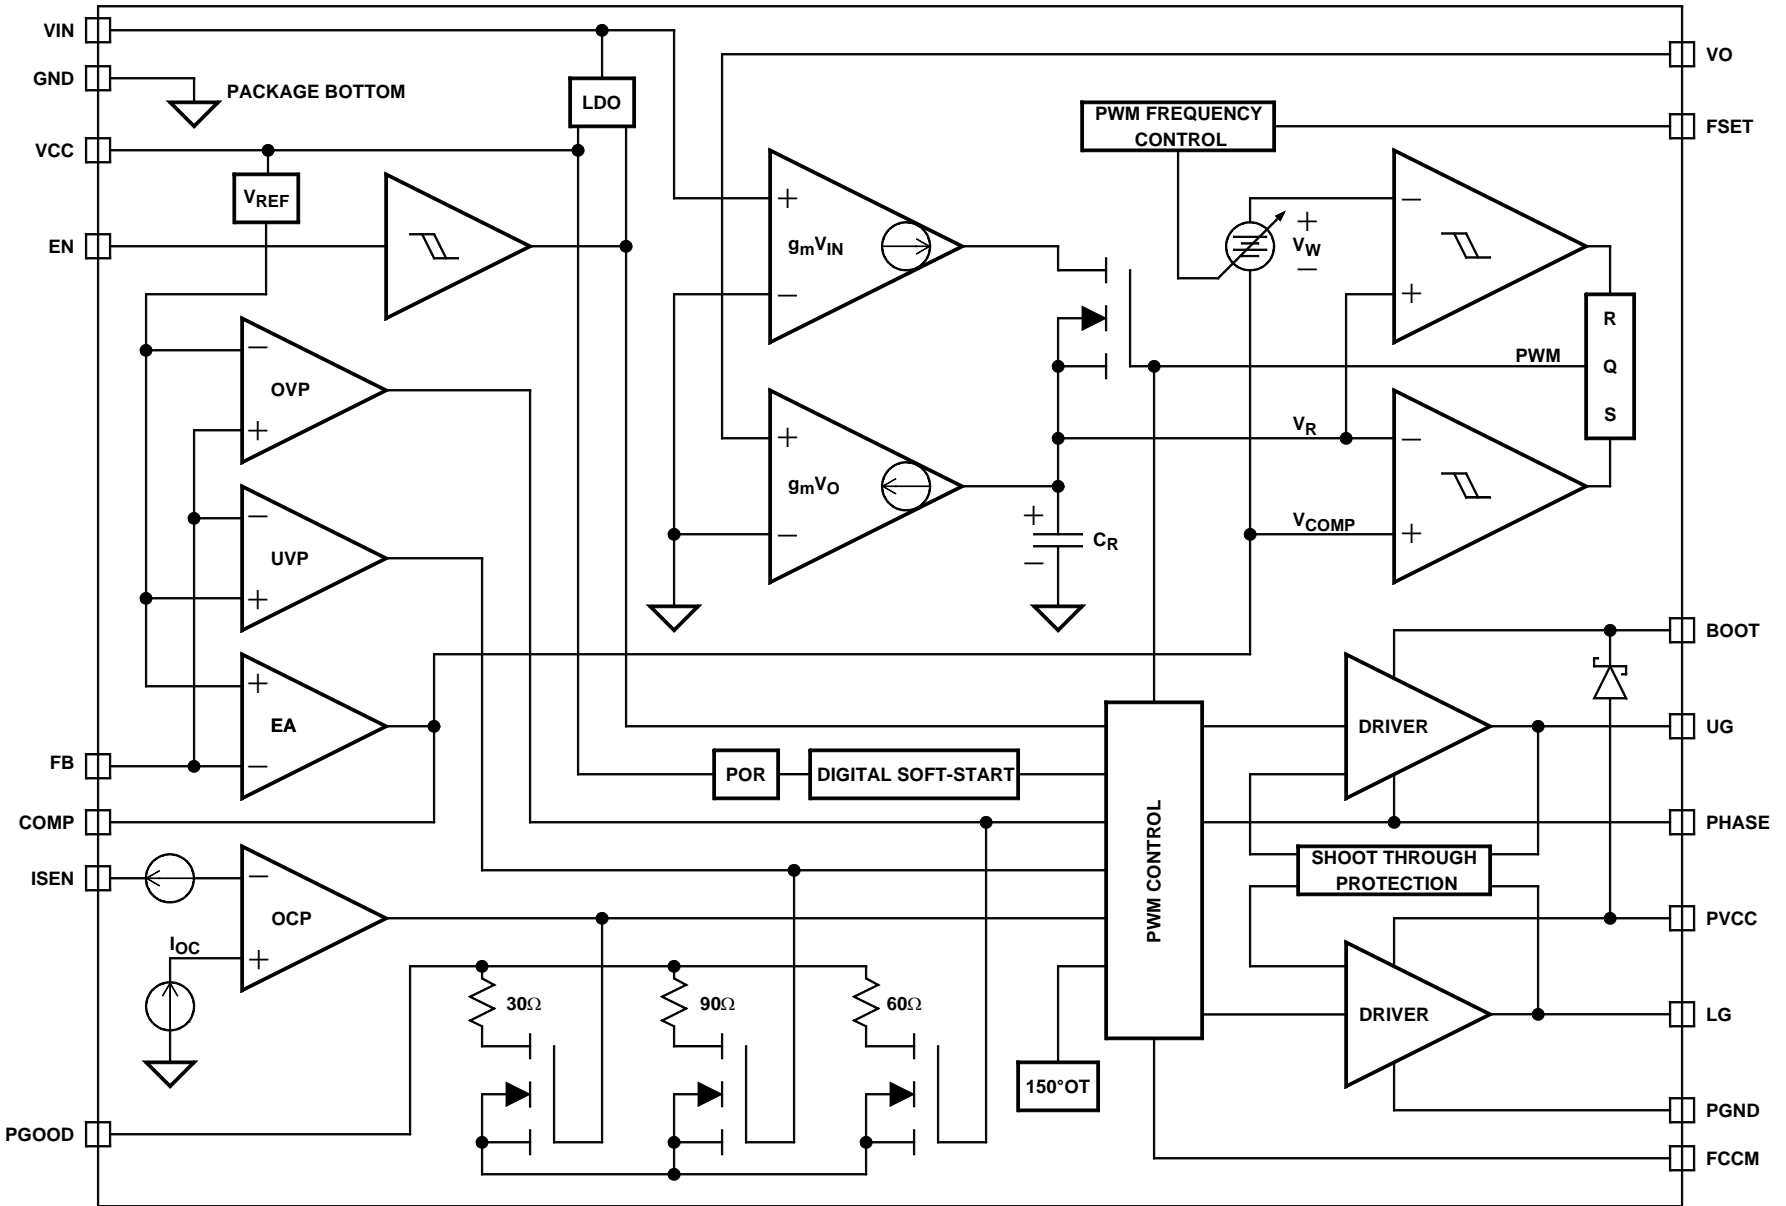 VIN
VO
GND
PACKAGE BOTTOM
LDO
PWM FREQUENCY
CONTROL
FSET
VCC
VREF
EN
+
gmVIN
−
+
VW
−
−
+
R
Q
S
PWM
−
OVP
+
+
gmVO
−
VR
−
VCOMP
+
+
CR
−
−
UVP
+
BOOT
+
EA
−
DRIVER
UG
FB
POR
DIGITAL SOFT-START
COMP
PHASE
ISEN
−
OCP
IOC
+
PWM CONTROL
SHOOT THROUGH
PROTECTION
PVCC
30Ω
90Ω
60Ω
DRIVER
LG
150°OT
PGOOD
PGND
FCCM